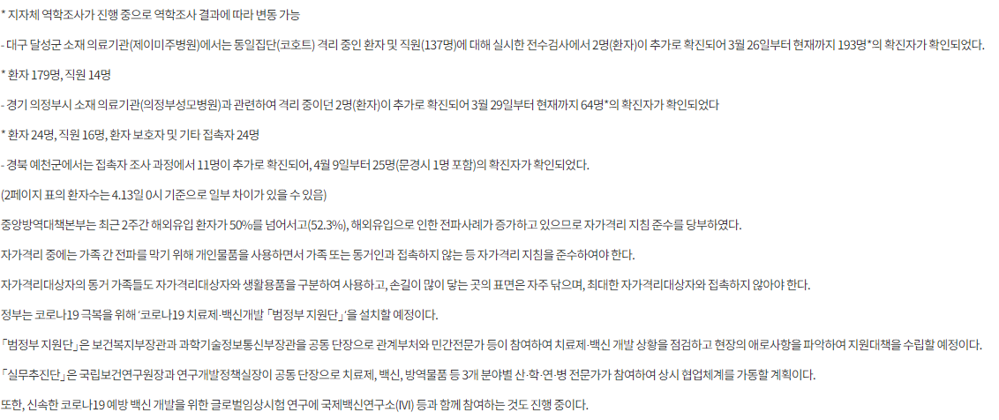 * 지자체 역학조사가 진행 중으로 역학조사 결과에 따라 변동 가능
- 대구 달성군 소재 의료기관(제이미주병원)에서는 동일집단(코호트) 격리 중인 환자 및 직원(137명)에 대해 실시한 전수검사에서 2명(환자)이 추가로 확진되어 3월 26일부터 현재까지 193명*의 확진자가 확인되었다.
* 환자 179명, 직원 14명
- 경기 의정부시 소재 의료기관(의정부성모병원)과 관련하여 격리 중이던 2명(환자)이 추가로 확진되어 3월 29일부터 현재까지 64명*의 확진자가 확인되었다
* 환자 24명, 직원 16명, 환자 보호자 및 기타 접촉자 24명
- 경북 예천군에서는 접촉자 조사 과정에서 11명이 추가로 확진되어, 4월 9일부터 25명(문경시 1명 포함)의 확진자가 확인되었다.
(2페이지 표의 환자수는 4.13일 0시 기준으로 일부 차이가 있을 수 있음)
중앙방역대책본부는 최근 2주간 해외유입 환자가 50%를 넘어서고(52.3%), 해외유입으로 인한 전파사례가 증가하고 있으므로 자가격리 지침 준수를 당부하였다.
자가격리 중에는 가족 간 전파를 막기 위해 개인물품을 사용하면서 가족 또는 동거인과 접촉하지 않는 등 자가격리 지침을 준수하여야 한다.
자가격리대상자의 동거 가족들도 자가격리대상자와 생활용품을 구분하여 사용하고, 손길이 많이 닿는 곳의 표면은 자주 닦으며, 최대한 자가격리대상자와 접촉하지 않아야 한다.
정부는 코로나19 극복을 위해 ‘코로나19 치료제·백신개발 「범정부 지원단」’을 설치할 예정이다.
「범정부 지원단」은 보건복지부장관과 과학기술정보통신부장관을 공동 단장으로 관계부처와 민간전문가 등이 참여하여 치료제·백신 개발 상황을 점검하고 현장의 애로사항을 파악하여 지원대책을 수립할 예정이다.
「실무추진단」은 국립보건연구원장과 연구개발정책실장이 공동 단장으로 치료제, 백신, 방역물품 등 3개 분야별 산·학·연·병 전문가가 참여하여 상시 협업체계를 가동할 계획이다.
또한, 신속한 코로나19 예방 백신 개발을 위한 글로벌임상시험 연구에 국제백신연구소(IVI) 등과 함께 참여하는 것도 진행 중이다.